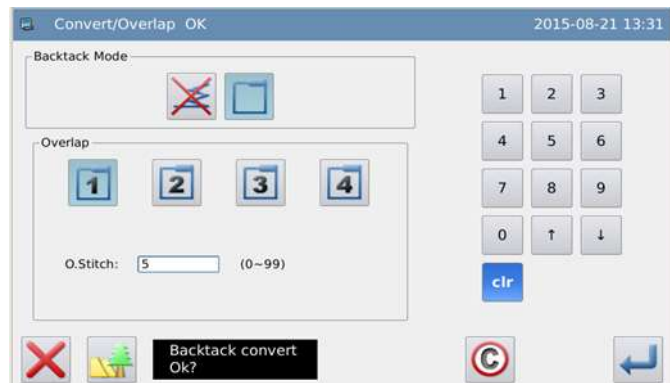 Convert/Overlap OK
2015-08-21 13:31
Backtack Mode
Overlap
1 2 3 4
O.Stitch: 5 (0~99)
1 2 3
4 5 6
7 8 9
0 ↑ ↓
clr
Backtack convert
Ok?
C